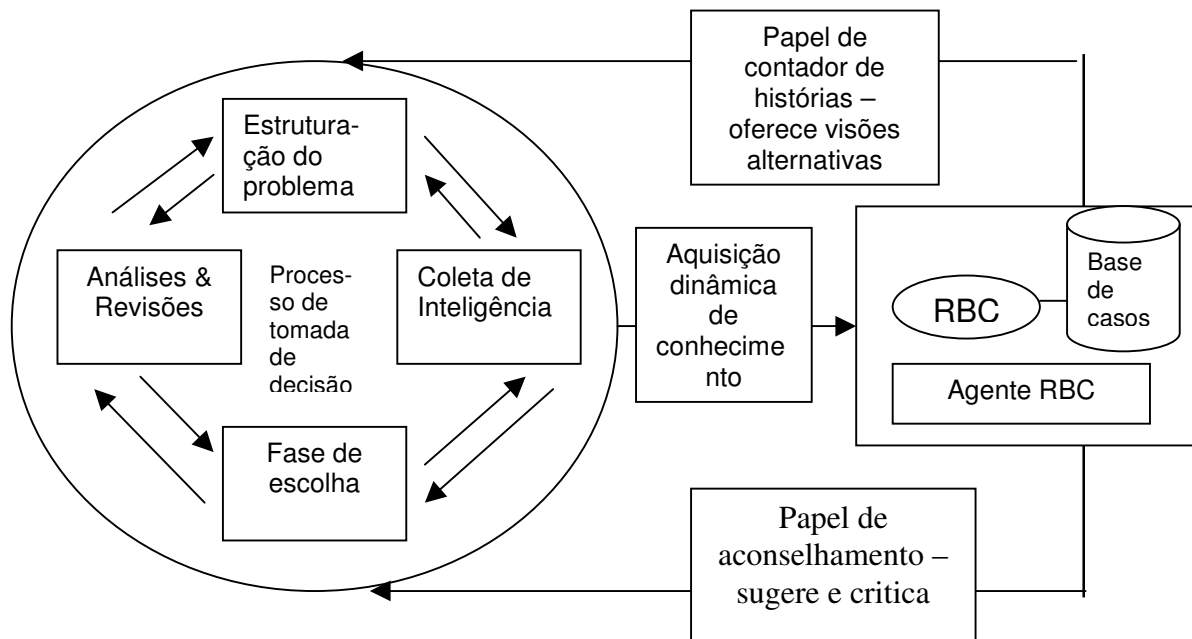 Papel de
contador de
histórias –
oferece visões
alternativas
Estrutura-
ção do
problema
Análises &
Revisões
Proces-
so de
tomada
de
decisão
Coleta de
Inteligência
Fase de
escolha
Aquisição
dinâmica
de
conhecime
nto
RBC
Base
de
casos
Agente RBC
Papel de
aconselhamento –
sugere e critica